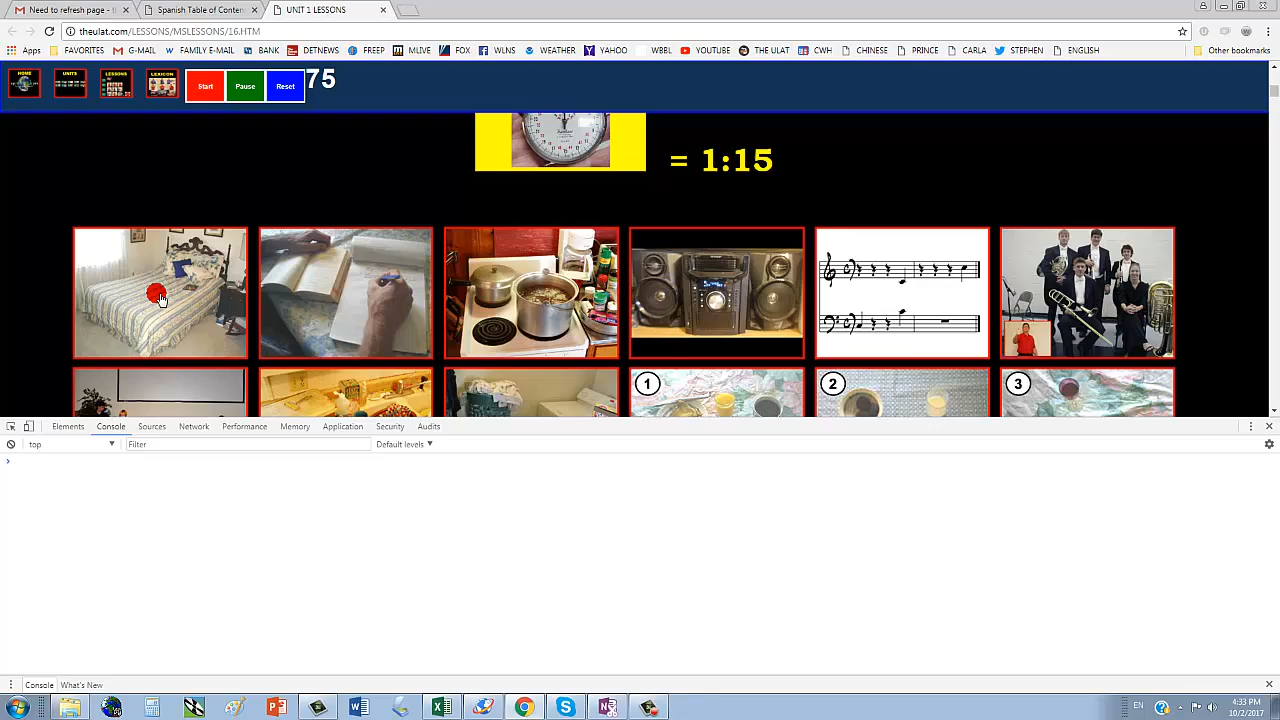 Need to refresh page - t
Spanish Table of Conten
UNIT 1 LESSONS
theulat.com/LESSONS/MSLESSONS/16.HTM
Apps FAVORITES G-MAIL FAMILY E-MAIL BANK DETNEWS FREEP MLIVE FOX WLNS WEATHER YAHOO WBBL YOUTUBE THE ULAT CWU CHINESE PRINCE CARLA STEPHEN ENGLISH Other bookmarks
HOME UNITS LESSONS LEXICON Start Pause Reset 75
= 1:15
1 2 3
Elements Console Sources Network Performance Memory Application Security Audits
top Filter Default levels
Console What's New
EN 4:33 PM
10/2/2017